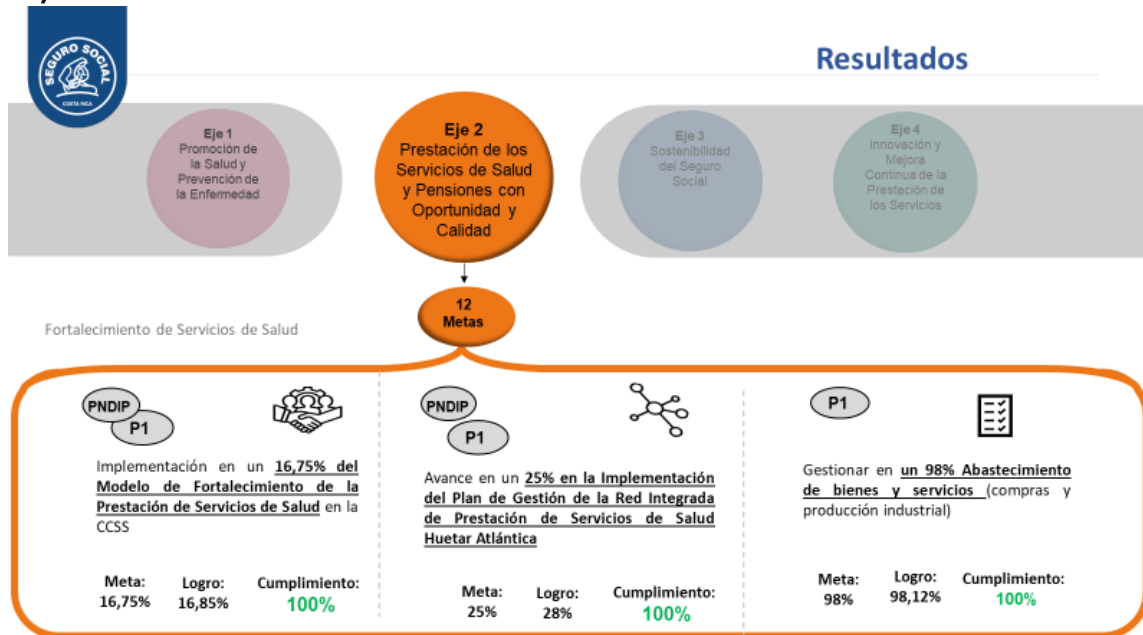 SEGURO SOCIAL
COSTA RICA
Resultados
Eje 1
Promoción de
la Salud y
Prevención de
la Enfermedad
Eje 2
Prestación de los
Servicios de Salud
y Pensiones con
Oportunidad y
Calidad
Eje 3
Sostenibilidad
del Seguro
Social
Eje 4
Innovación y
Mejora
Continua de la
Prestación de
los Servicios
12
Metas
Fortalecimiento de Servicios de Salud
PNDIP
P1
Implementación en un 16,75% del
Modelo de Fortalecimiento de la
Prestación de Servicios de Salud en la
CCSS
Meta: Logro: Cumplimiento:
16,75% 16,85% 100%
PNDIP
P1
Avance en un 25% en la Implementación
del Plan de Gestión de la Red Integrada
de Prestación de Servicios de Salud
Huetar Atlántica
Meta: Logro: Cumplimiento:
25% 28% 100%
P1
Gestionar en un 98% Abastecimiento
de bienes y servicios (compras y
producción industrial)
Meta: Logro: Cumplimiento:
98% 98,12% 100%